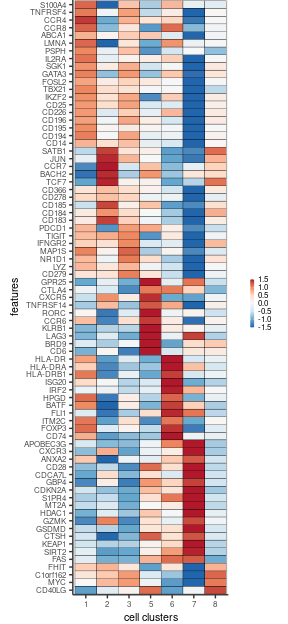 S100A4
TNFRSF4
CCR4
CCR8
ABCA1
LMNA
PSPH
IL2RA
SGK1
GATA3
FOSL2
TBX21
IKZF2
CD25
CD226
CD196
CD195
CD194
CD14
SATB1
JUN
CCR7
BACH2
TCF7
CD366
CD278
CD185
CD184
CD183
PDCD1
TIGIT
IFNGR2
MAP1S
NR1D1
LYZ
CD279
GPR25
CTLA4
CXCR5
TNFRSF14
RORC
CCR6
KLRB1
LAG3
BRD9
CD6
HLA-DR
HLA-DRA
HLA-DRB1
ISG20
IRF2
HPGD
BATF
FLI1
ITM2C
FOXP3
CD74
APOBEC3G
CXCR3
ANXA2
CD28
CDCA7L
GBP4
CDKN2A
S1PR4
MT2A
HDAC1
GZMK
GSDMD
CTSH
KEAP1
SIRT2
FAS
FHIT
C1orf162
MYC
CD40LG
features
1 2 3 5 6 7 8
cell clusters
1.5
1.0
0.5
0.0
-0.5
-1.0
-1.5